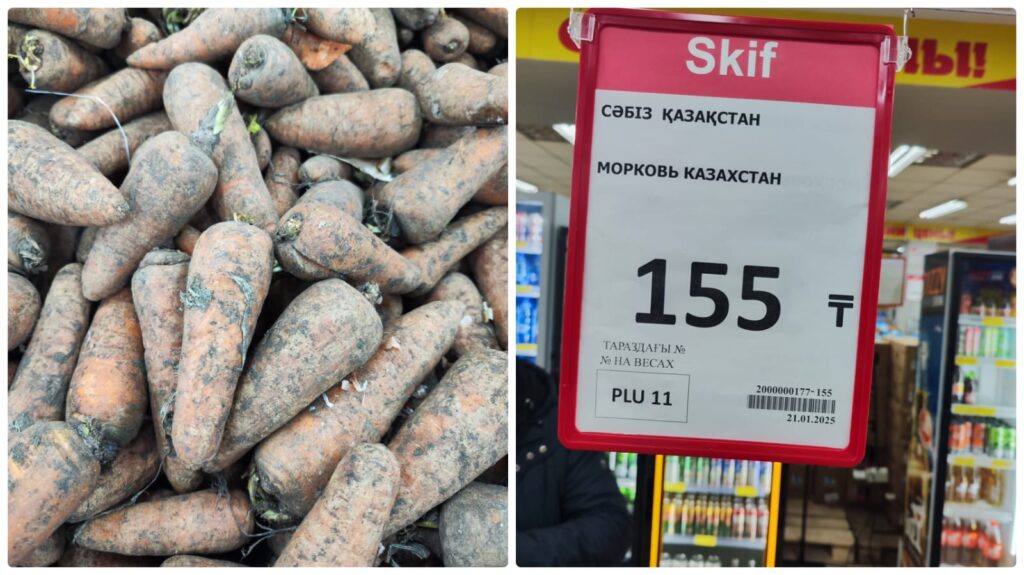 Skif
СӘБІЗ ҚАЗАҚСТАН
МОРКОВЬ КАЗАХСТАН
155 ₸
ТАРАЗДАҒЫ №
№ НА ВЕСАХ
PLU 11
2000000177-155
21.01.2025